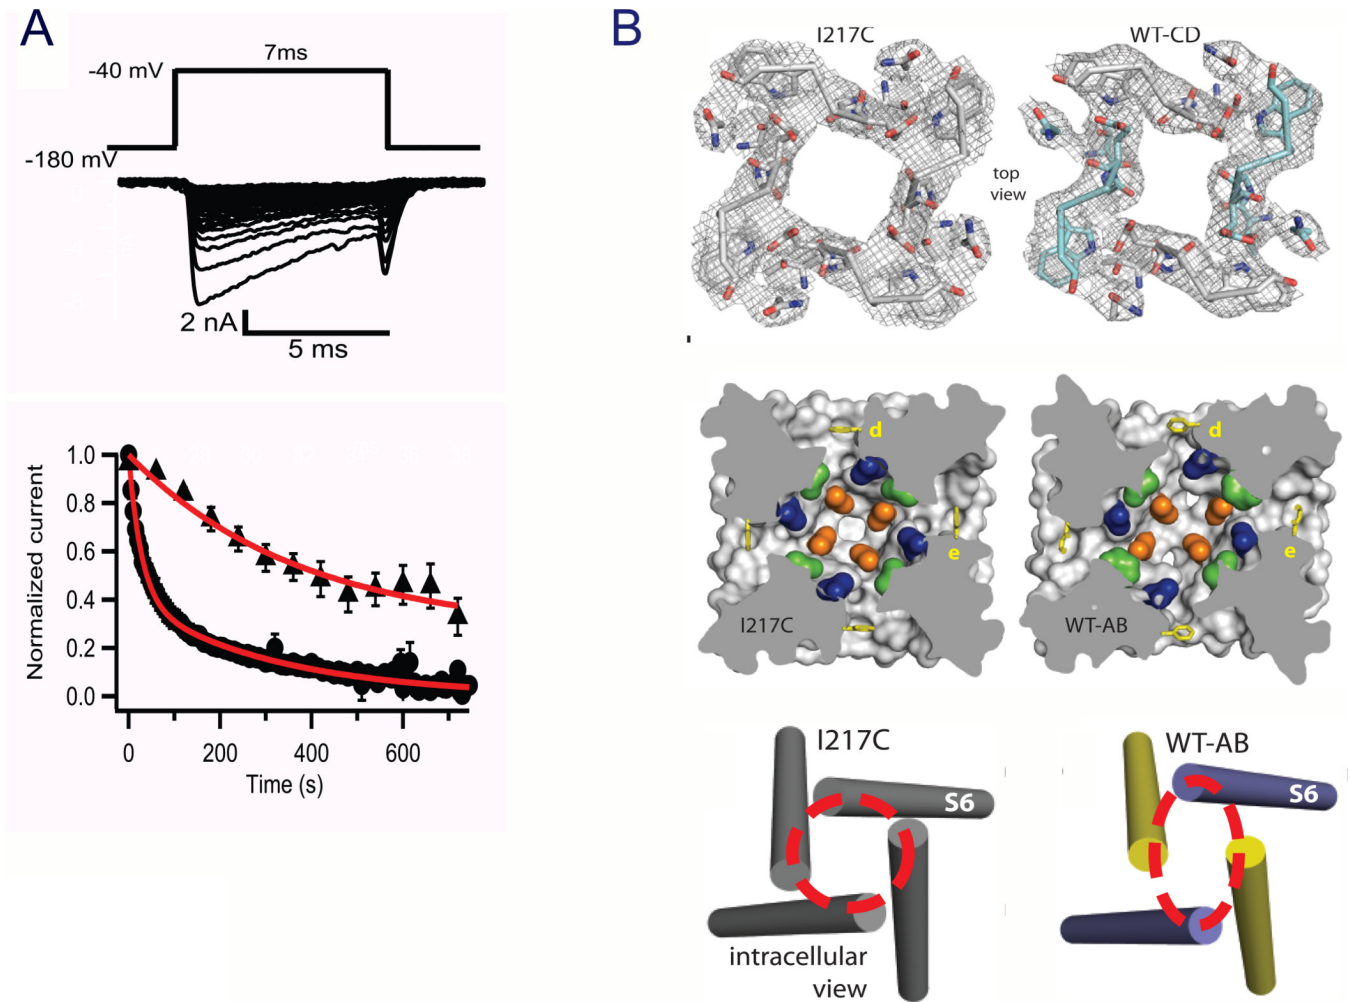 A
7ms
-40 mV
-180 mV
2 nA
5 ms
1.0
0.8
0.6
0.4
0.2
0.0
Normalized current
0
200
400
600
Time (s)
B
I217C
WT-CD
top
view
d
e
I217C
d
e
WT-AB
I217C
S6
intracellular
view
WT-AB
S6